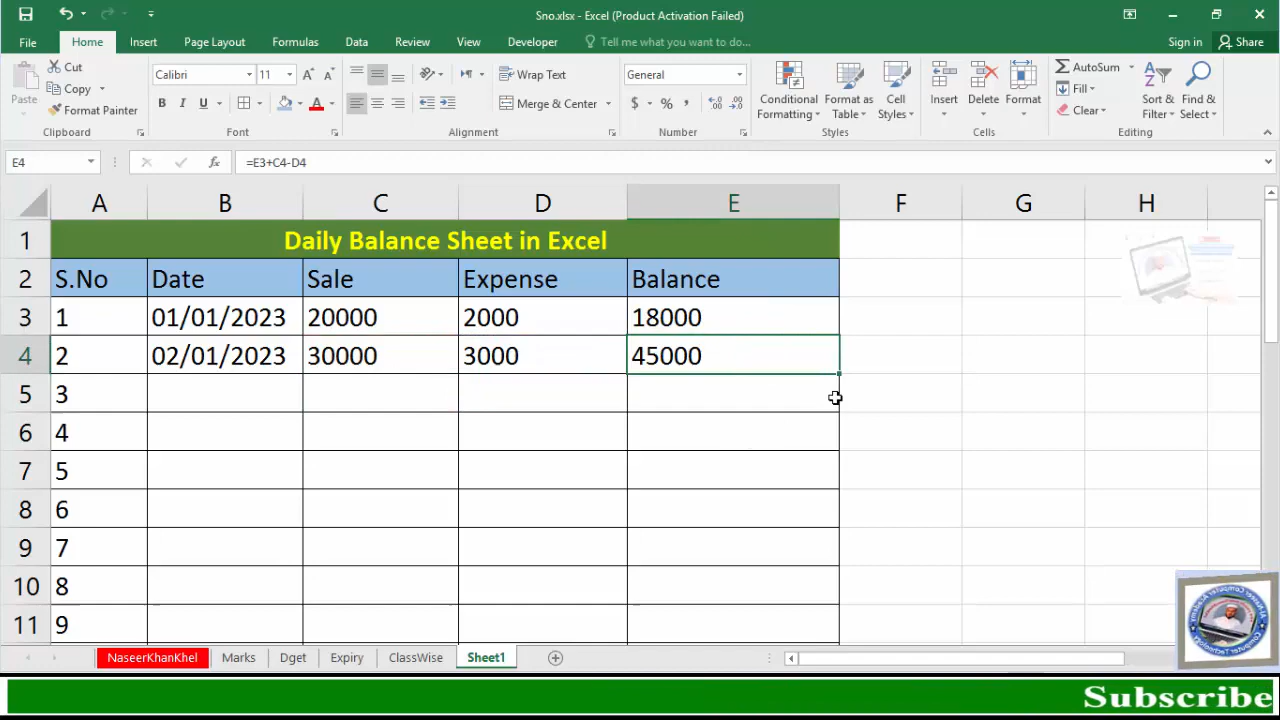 Sno.xlsx - Excel (Product Activation Failed)
File Home Insert Page Layout Formulas Data Review View Developer Tell me what you want to do... Sign in Share
Paste
Cut
Copy
Format Painter
Clipboard
Calibri 11
B I U
Font
Wrap Text
Merge & Center
Alignment
General
$ % ,
Number
Conditional Formatting
Format as Table
Cell Styles
Styles
Insert Delete Format
Cells
AutoSum
Fill
Clear
Sort & Filter
Find & Select
Editing
E4 fx =E3+C4-D4
A B C D E F G H
1 Daily Balance Sheet in Excel
2 S.No Date Sale Expense Balance
3 1 01/01/2023 20000 2000 18000
4 2 02/01/2023 30000 3000 45000
5 3
6 4
7 5
8 6
9 7
10 8
11 9
NaseerKhanKhel Marks Dget Expiry ClassWise Sheet1
Subscribe